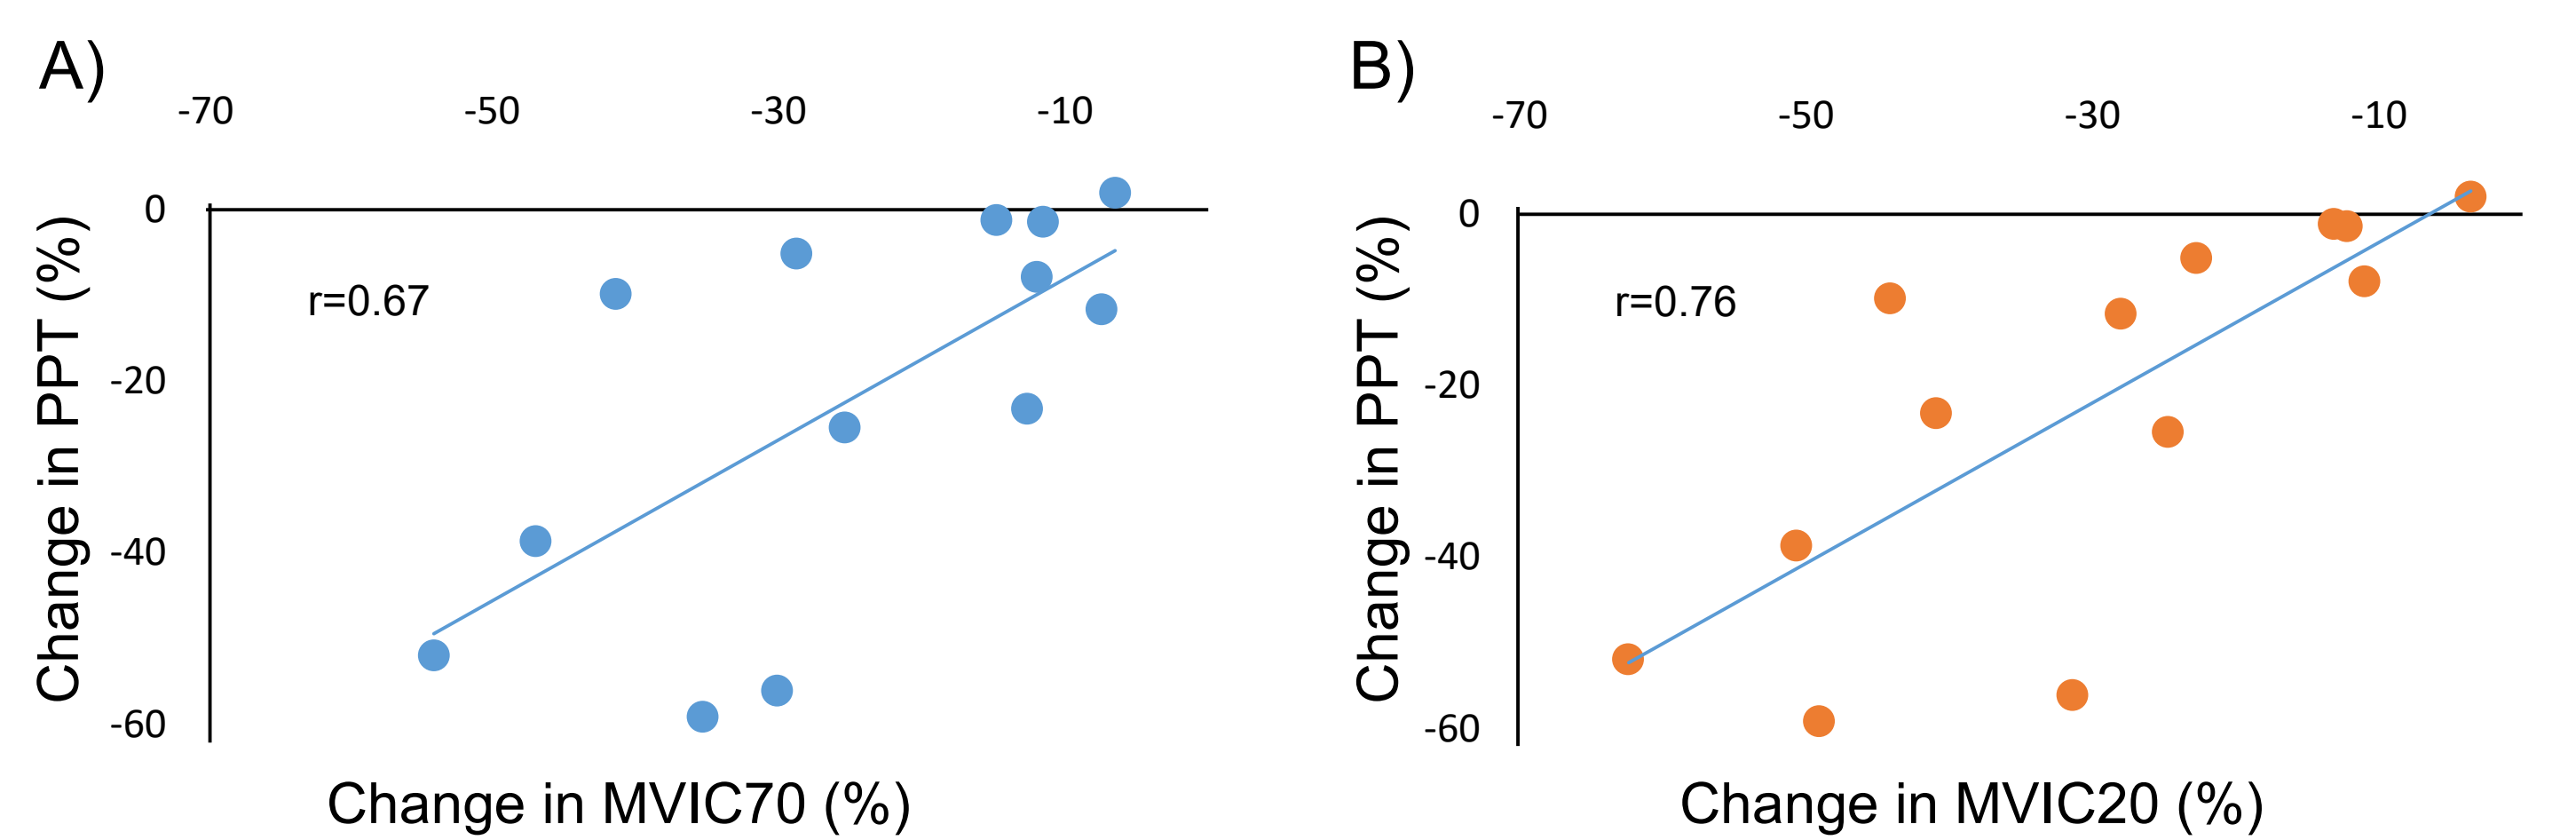 A)
-70 -50 -30 -10
0
-20
-40
-60
r=0.67
Change in PPT (%)
Change in MVIC70 (%)
B)
-70 -50 -30 -10
0
-20
-40
-60
r=0.76
Change in PPT (%)
Change in MVIC20 (%)